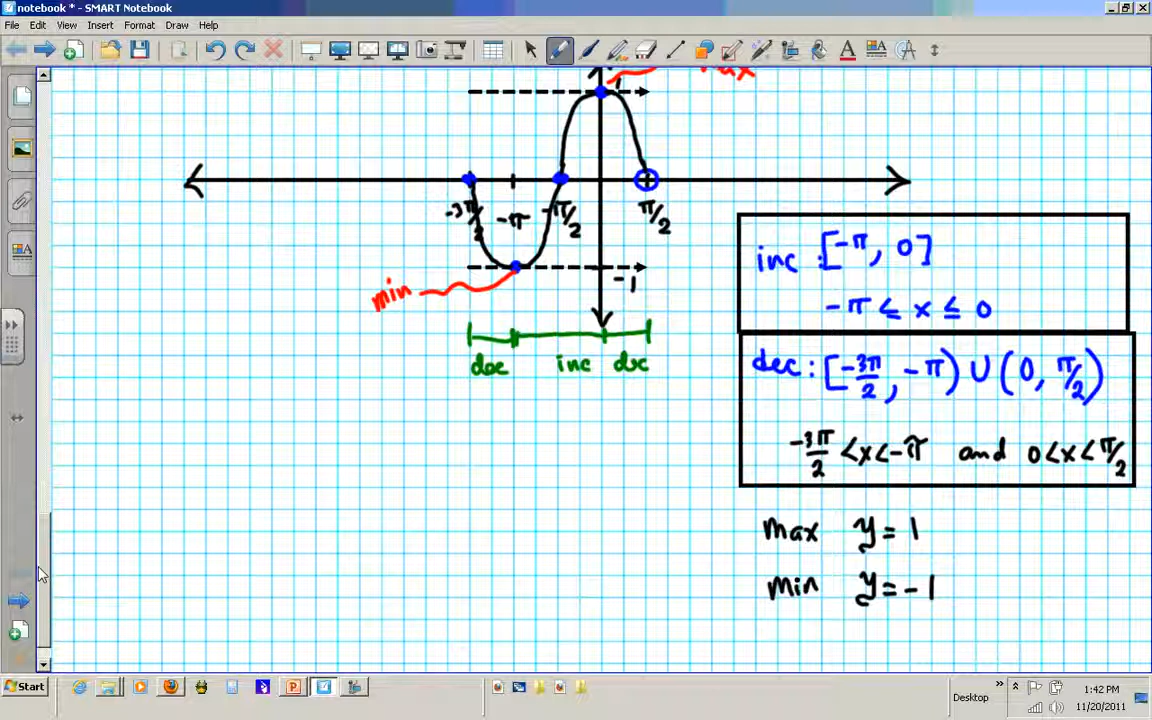 notebook * - SMART Notebook
File Edit View Insert Format Draw Help
max
1
-3π/2 -π -π/2 π/2
-1
min
dec inc dec
inc : [-π, 0]
-π ≤ x ≤ 0
dec : [-3π/2, -π) ∪ (0, π/2)
-3π/2 < x < -π and 0 < x < π/2
max y = 1
min y = -1
Start
Desktop
»
1:42 PM
11/20/2011